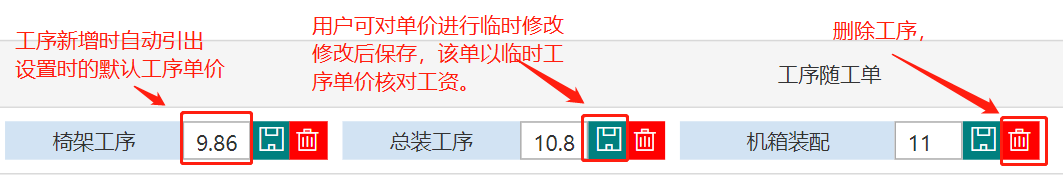 工序新增时自动引出
设置时的默认工序单价
用户可对单价进行临时修改
修改后保存，该单以临时工
序单价核对工资。
删除工序，
工序随工单
椅架工序 9.86 总装工序 10.8 机箱装配 11